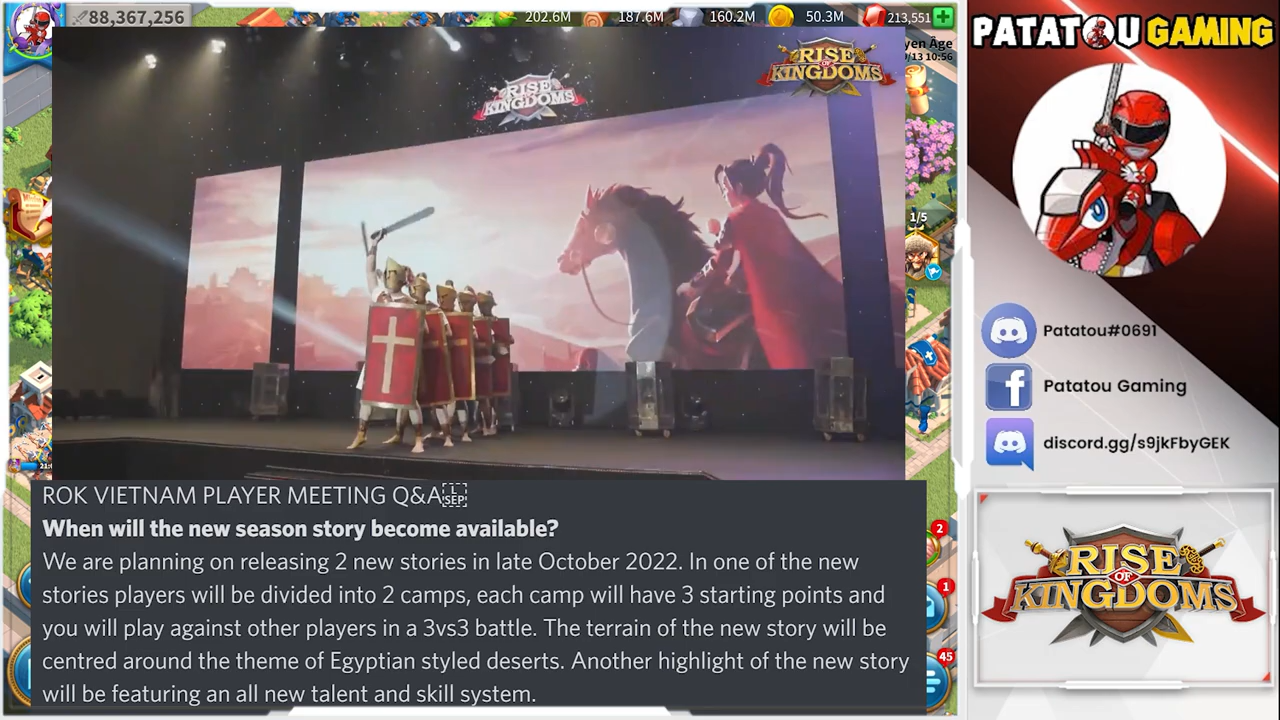 88,367,256
202.6M
187.6M
160.2M
50.3M
213,551
PATATOU GAMING
yen Âge
/13 10:56
RISE
OF
KINGDOMS
RISE
OF
KINGDOMS
1/5
Patatou#0691
Patatou Gaming
discord.gg/s9jkFbyGEK
ROK VIETNAM PLAYER MEETING Q&A
L
SEP
When will the new season story become available?
We are planning on releasing 2 new stories in late October 2022. In one of the new
stories players will be divided into 2 camps, each camp will have 3 starting points and
you will play against other players in a 3vs3 battle. The terrain of the new story will be
centred around the theme of Egyptian styled deserts. Another highlight of the new story
will be featuring an all new talent and skill system.
2
1
45
RISE
OF
KINGDOMS